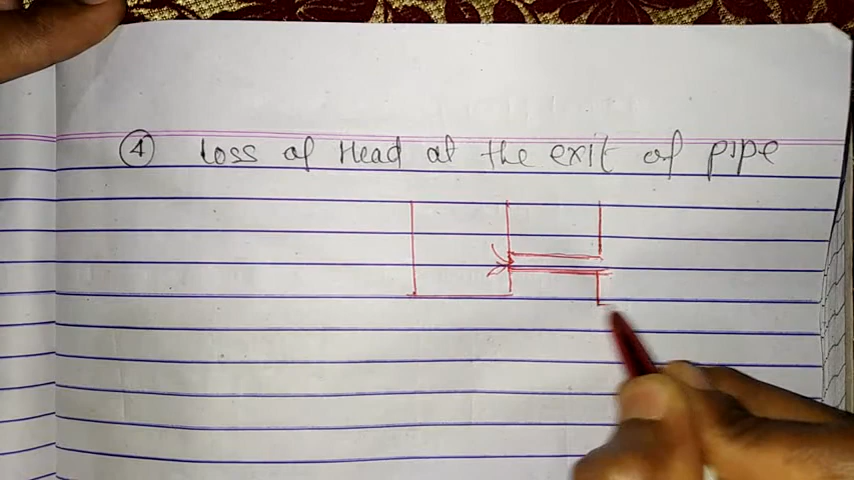 ④ Loss of Head at the exit of pipe